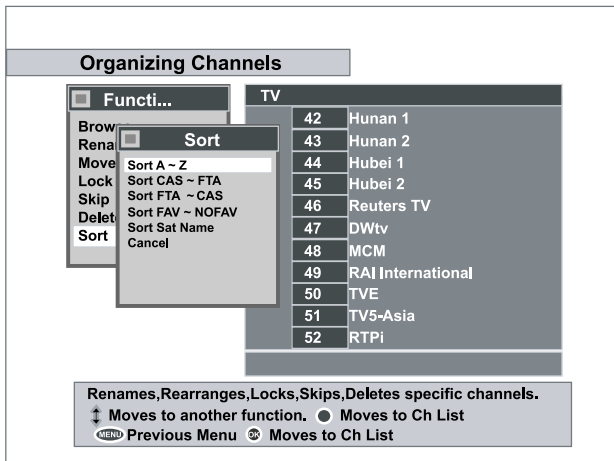 Organizing Channels
Functi...
Sort
Move
Lock
Skip
Sort
Sort A ~ Z
Sort CAS ~ FTA
Sort FTA ~ CAS
Sort FAV ~ NOFAV
Sort Sat Name
Cancel
TV
42 Hunan 1
43 Hunan 2
44 Hubei 1
45 Hubei 2
46 Reuters TV
47 DWtv
48 MCM
49 RAI International
50 TVE
51 TV5-Asia
52 RTPi
Renames,Rearranges,Locks,Skips,Deletes specific channels.
Moves to another function. Moves to Ch List
MENU Previous Menu OK Moves to Ch List